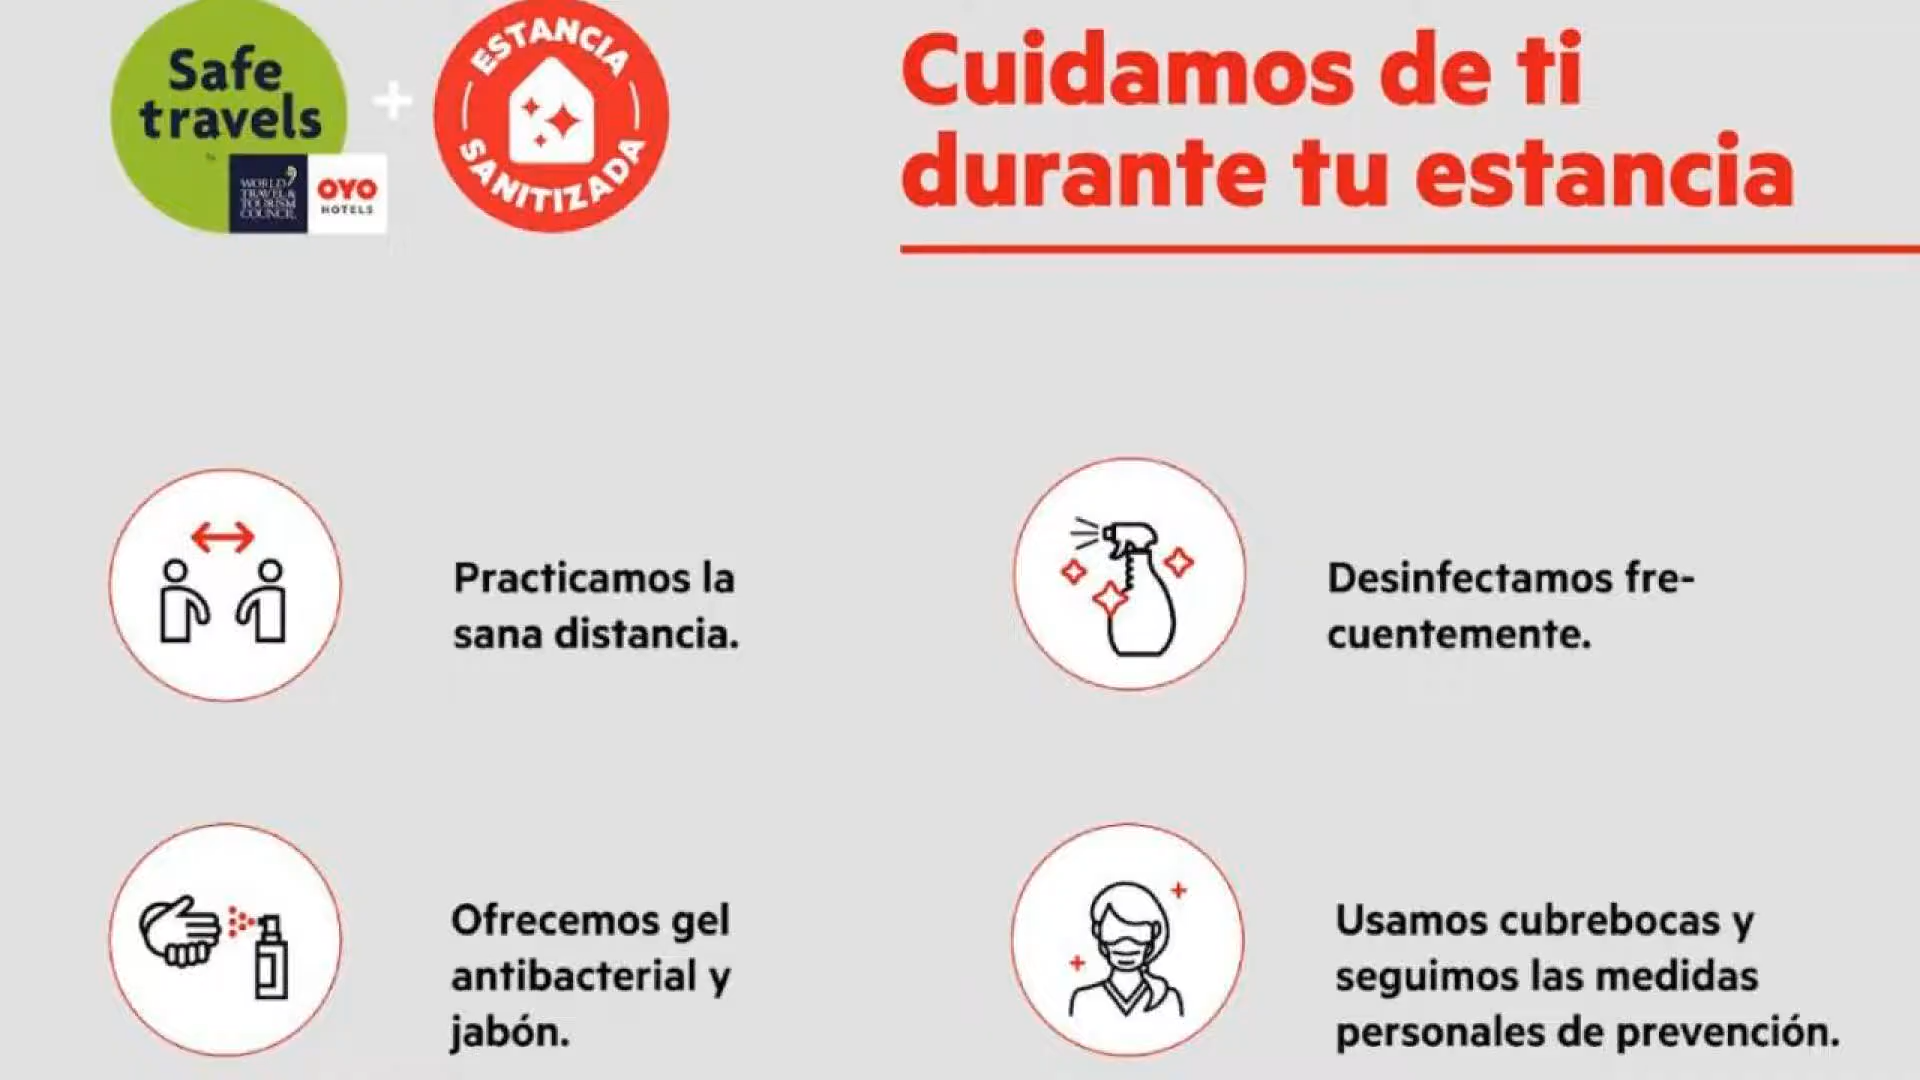 Safe
travels
by
WORLD
TRAVEL &
TOURISM
COUNCIL
OYO
HOTELS
ESTANCIA
SANITIZADA
Cuidamos de ti
durante tu estancia
Practicamos la
sana distancia.
Desinfectamos fre-
cuentemente.
Ofrecemos gel
antibacterial y
jabón.
Usamos cubrebocas y
seguimos las medidas
personales de prevención.